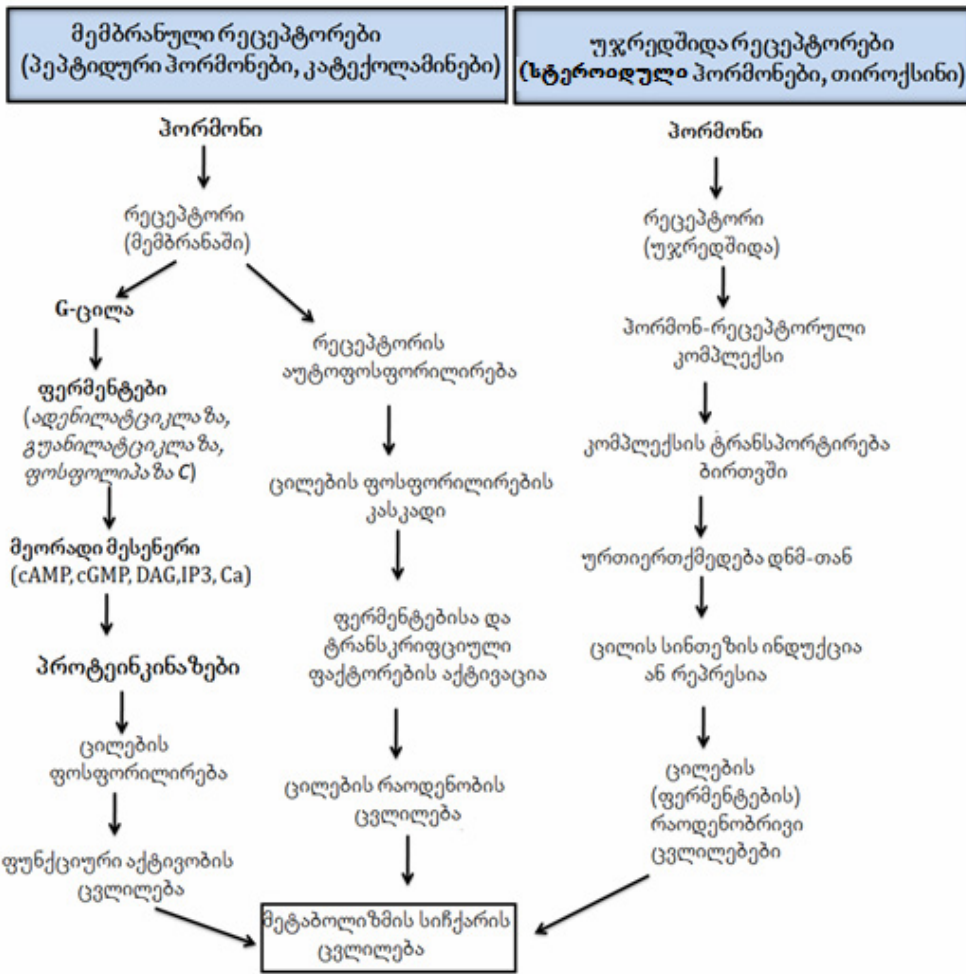 მემბრანული რეცეპტორები
(პეპტიდური ჰორმონები, კატექოლამინები)
ჰორმონი
რეცეპტორი
(მემბრანაში)
G-ცილა
ფერმენტები
(ადენილატციკლაზა,
გუანილატციკლაზა,
ფოსფოლიპაზა C)
მეორადი მესენერი
(cAMP, cGMP, DAG,IP3, Ca)
პროტეინკინაზები
ცილების
ფოსფორილირება
ფუნქციური აქტივობის
ცვლილება
რეცეპტორის
აუტოფოსფორილირება
ცილების ფოსფორილირების
კასკადი
ფერმენტებისა და
ტრანსკრიფციული
ფაქტორების აქტივაცია
ცილების რაოდენობის
ცვლილება
უჯრედშიდა რეცეპტორები
(სტეროიდული ჰორმონები, თიროქსინი)
ჰორმონი
რეცეპტორი
(უჯრედშიდა)
ჰორმონ-რეცეპტორული
კომპლექსი
კომპლექსის ტრანსპორტირება
ბირთვში
ურთიერთქმედება დნმ-თან
ცილის სინთეზის ინდუქცია
ან რეპრესია
ცილების
(ფერმენტების)
რაოდენობრივი
ცვლილებები
მეტაბოლიზმის სიჩქარის
ცვლილება